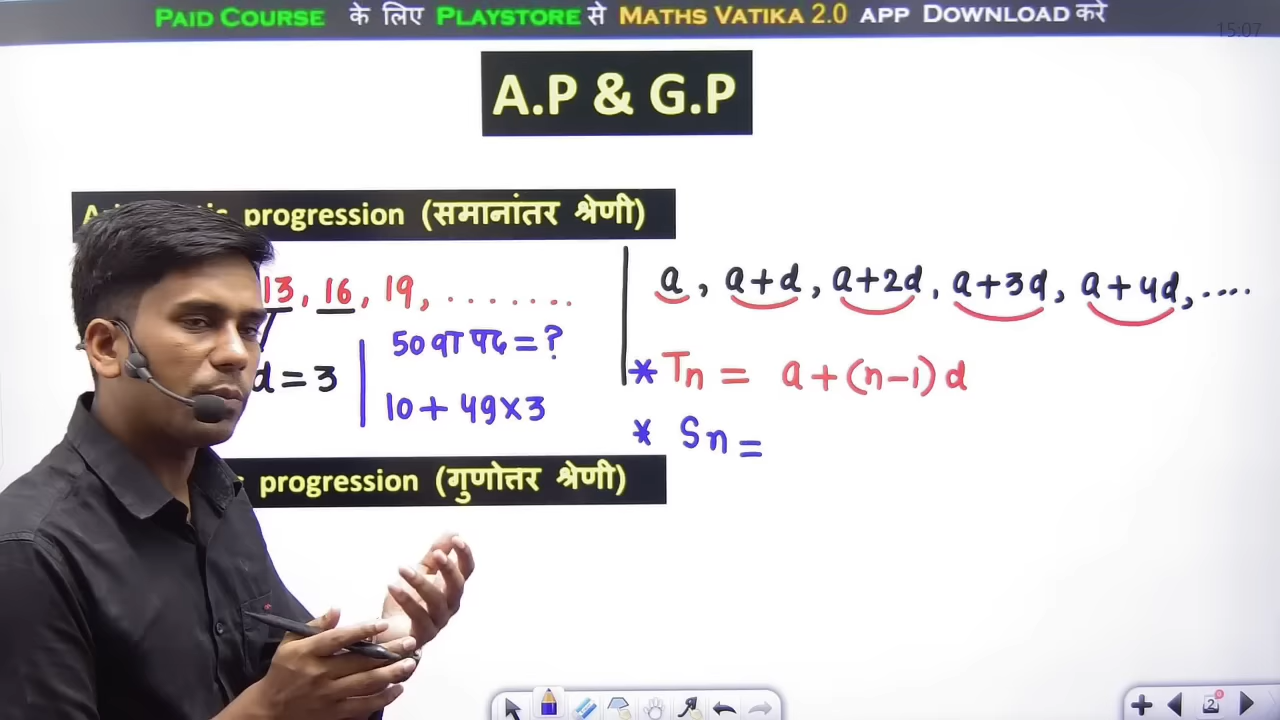 PAID COURSE के लिए PLAYSTORE से MATHS VATIKA 2.0 APP DOWNLOAD करे
15:07
A.P & G.P
progression (समानांतर श्रेणी)
13, 16, 19, ........
d = 3
50वा पद = ?
10 + 49×3
a, a+d, a+2d, a+3d, a+4d, ....
* Tn = a + (n-1) d
* Sn =
progression (गुणोत्तर श्रेणी)
2